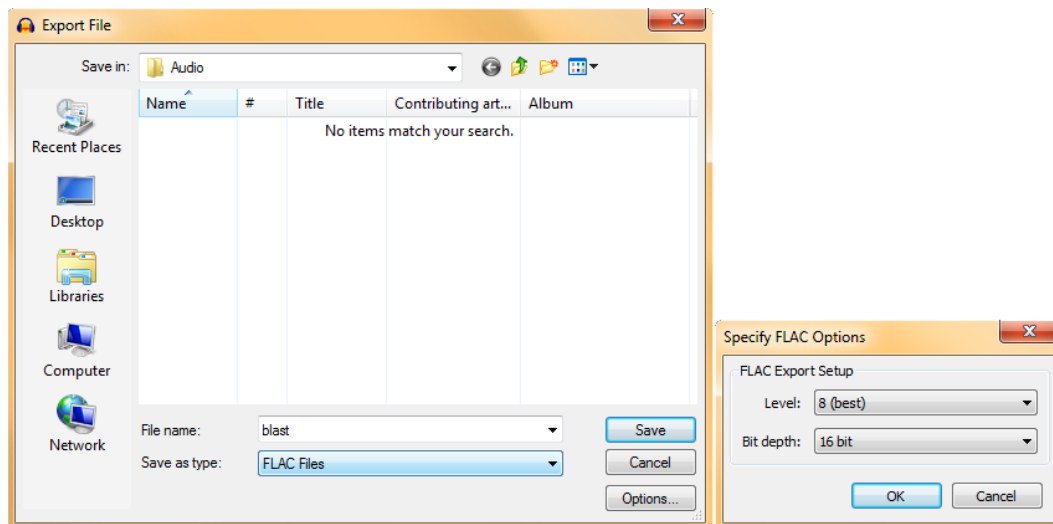 Export File
Save in: Audio
Name # Title Contributing art... Album
No items match your search.
Recent Places
Desktop
Libraries
Computer
Network
File name: blast Save
Save as type: FLAC Files Cancel
Options...
Specify FLAC Options
FLAC Export Setup
Level: 8 (best)
Bit depth: 16 bit
OK Cancel